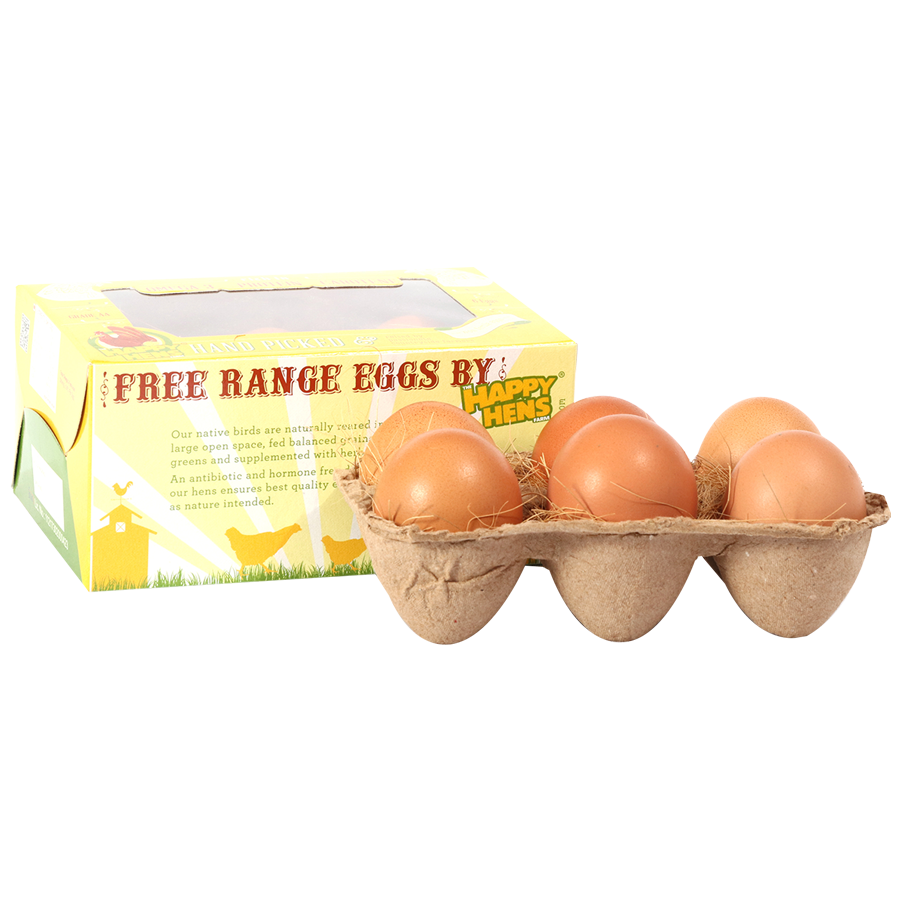 HAND PICKED
FREE RANGE EGGS BY
THE
HAPPY
HENS
FARM
®
Our native birds are naturally reured in
large open space, fed balanced grain
greens and supplemented with her
An antibiotic and hormone fre
our hens ensures best quality e
as nature intended.